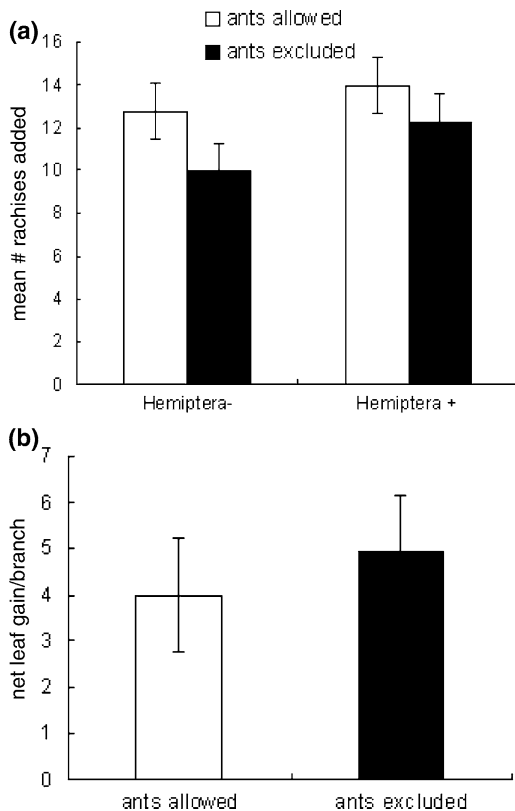 (a)
ants allowed
ants excluded
mean # rachises added
16
14
12
10
8
6
4
2
0
Hemiptera-
Hemiptera +
(b)
net leaf gain/branch
7
6
5
4
3
2
1
0
ants allowed
ants excluded